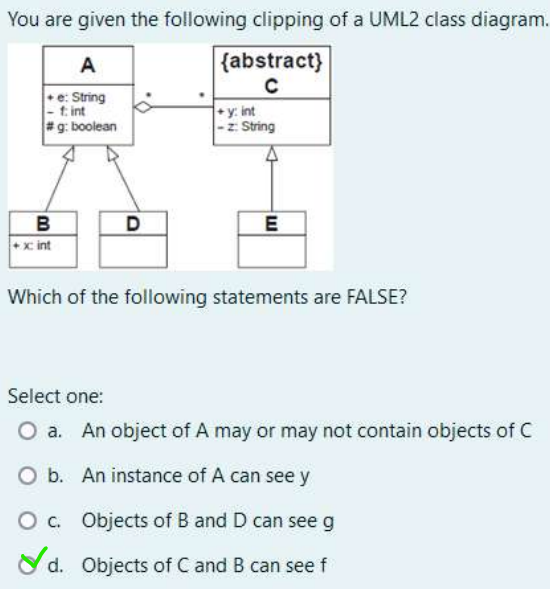 You are given the following clipping of a UML2 class diagram.
A
+ e: String
- f: int
# g: boolean
* *
{abstract}
C
+ y: int
- z: String
B
+ x: int
D
E
Which of the following statements are FALSE?
Select one:
a. An object of A may or may not contain objects of C
b. An instance of A can see y
c. Objects of B and D can see g
d. Objects of C and B can see f